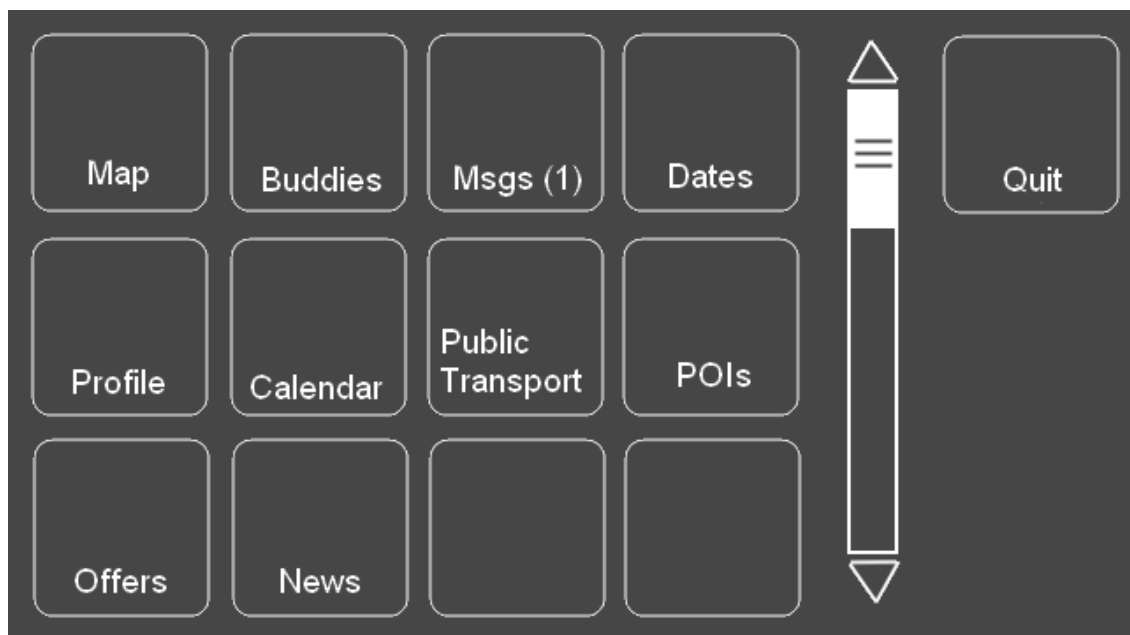 Map
Buddies
Msgs (1)
Dates
Quit
Profile
Calendar
Public
Transport
POIs
Offers
News